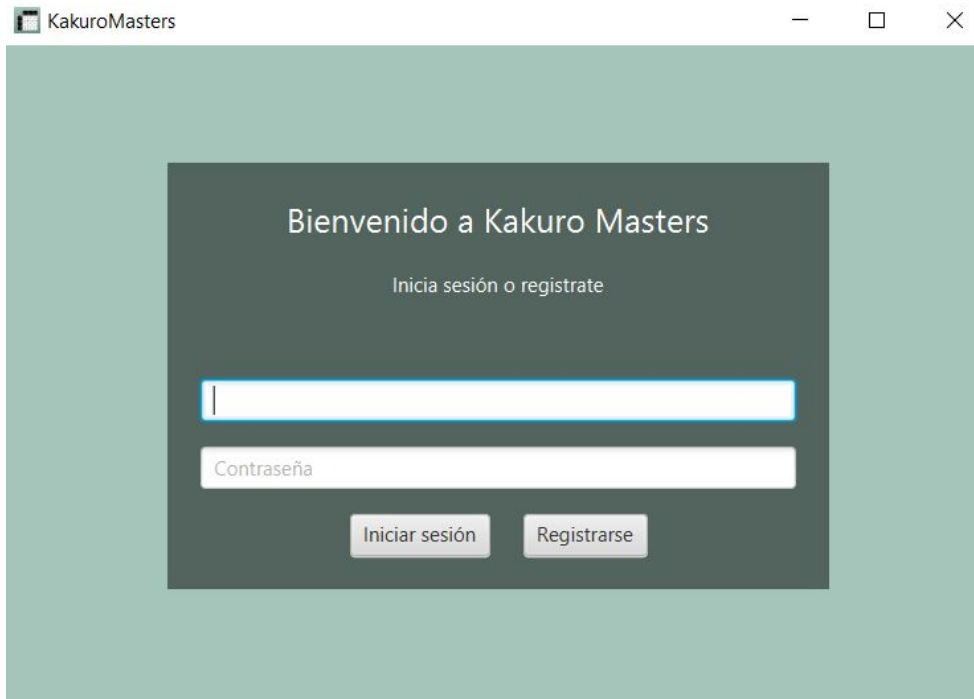 KakuroMasters
Bienvenido a Kakuro Masters
Inicia sesión o registrate
Contraseña
Iniciar sesión Registrarse